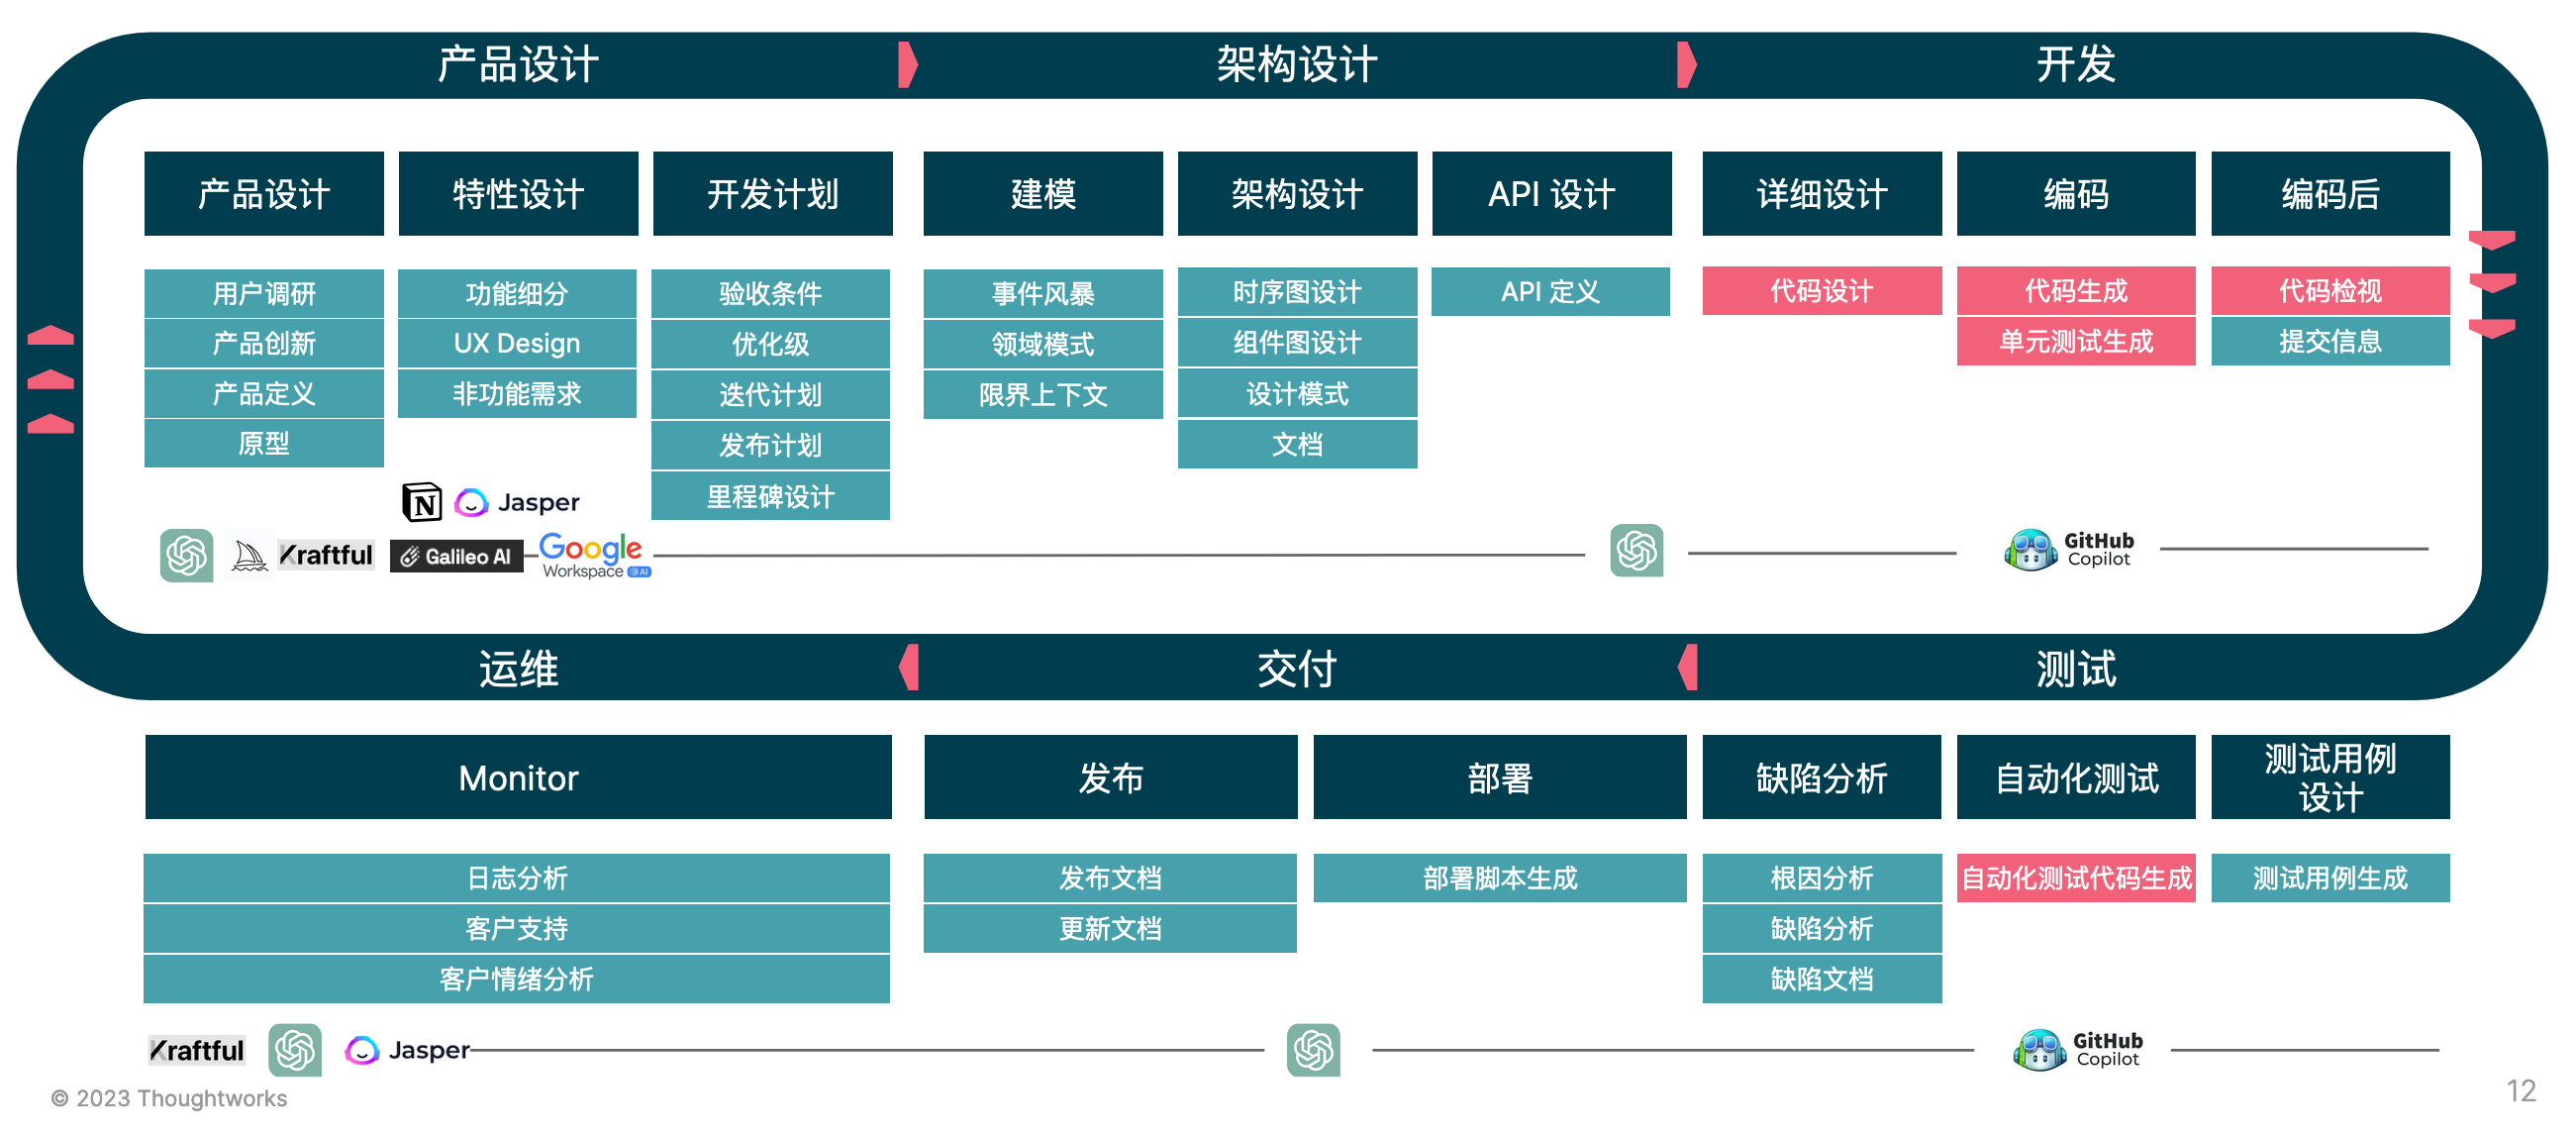 产品设计
架构设计
开发
产品设计
特性设计
开发计划
建模
架构设计
API 设计
详细设计
编码
编码后
用户调研
产品创新
产品定义
原型
功能细分
UX Design
非功能需求
验收条件
优化级
迭代计划
发布计划
里程碑设计
事件风暴
领域模式
限界上下文
时序图设计
组件图设计
设计模式
文档
API 定义
代码设计
代码生成
单元测试生成
代码检视
提交信息
N
Jasper
Kraftful
Galileo AI
Google
Workspace AI
GitHub
Copilot
运维
交付
测试
Monitor
发布
部署
缺陷分析
自动化测试
测试用例
设计
日志分析
客户支持
客户情绪分析
发布文档
更新文档
部署脚本生成
根因分析
缺陷分析
缺陷文档
自动化测试代码生成
测试用例生成
Kraftful
Jasper
GitHub
Copilot
© 2023 Thoughtworks
12